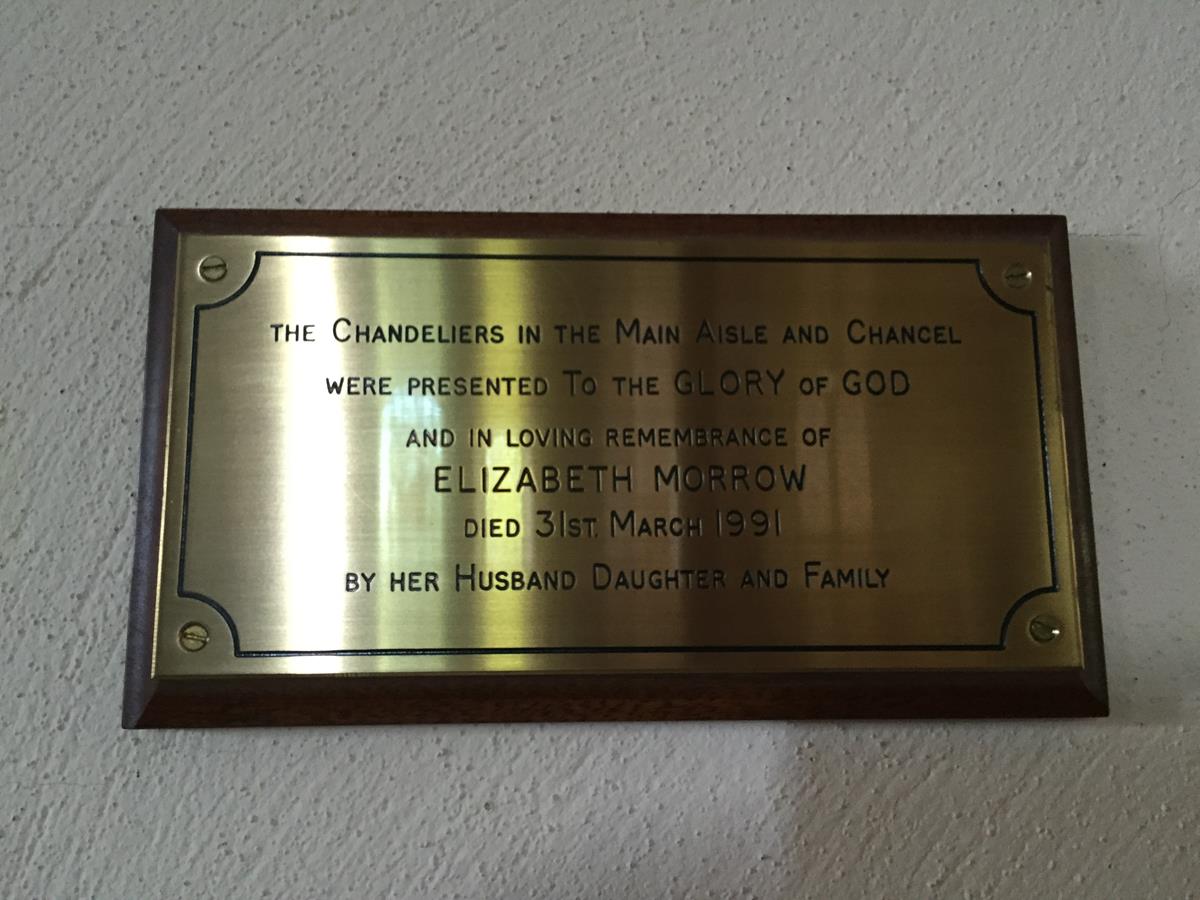 THE CHANDELIERS IN THE MAIN AISLE AND CHANCEL
WERE PRESENTED TO THE GLORY OF GOD
AND IN LOVING REMEMBRANCE OF
ELIZABETH MORROW
DIED 31ST. MARCH 1991
BY HER HUSBAND DAUGHTER AND FAMILY